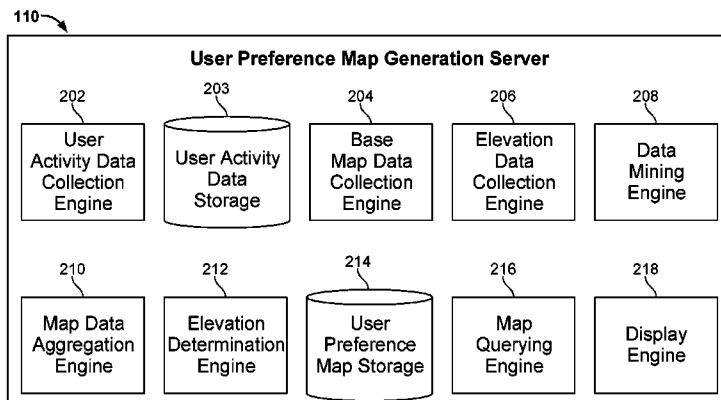 110
User Preference Map Generation Server
202
User
Activity Data
Collection
Engine
203
User Activity
Data
Storage
204
Base
Map Data
Collection
Engine
206
Elevation
Data
Collection
Engine
208
Data
Mining
Engine
210
Map Data
Aggregation
Engine
212
Elevation
Determination
Engine
214
User
Preference
Map Storage
216
Map
Querying
Engine
218
Display
Engine